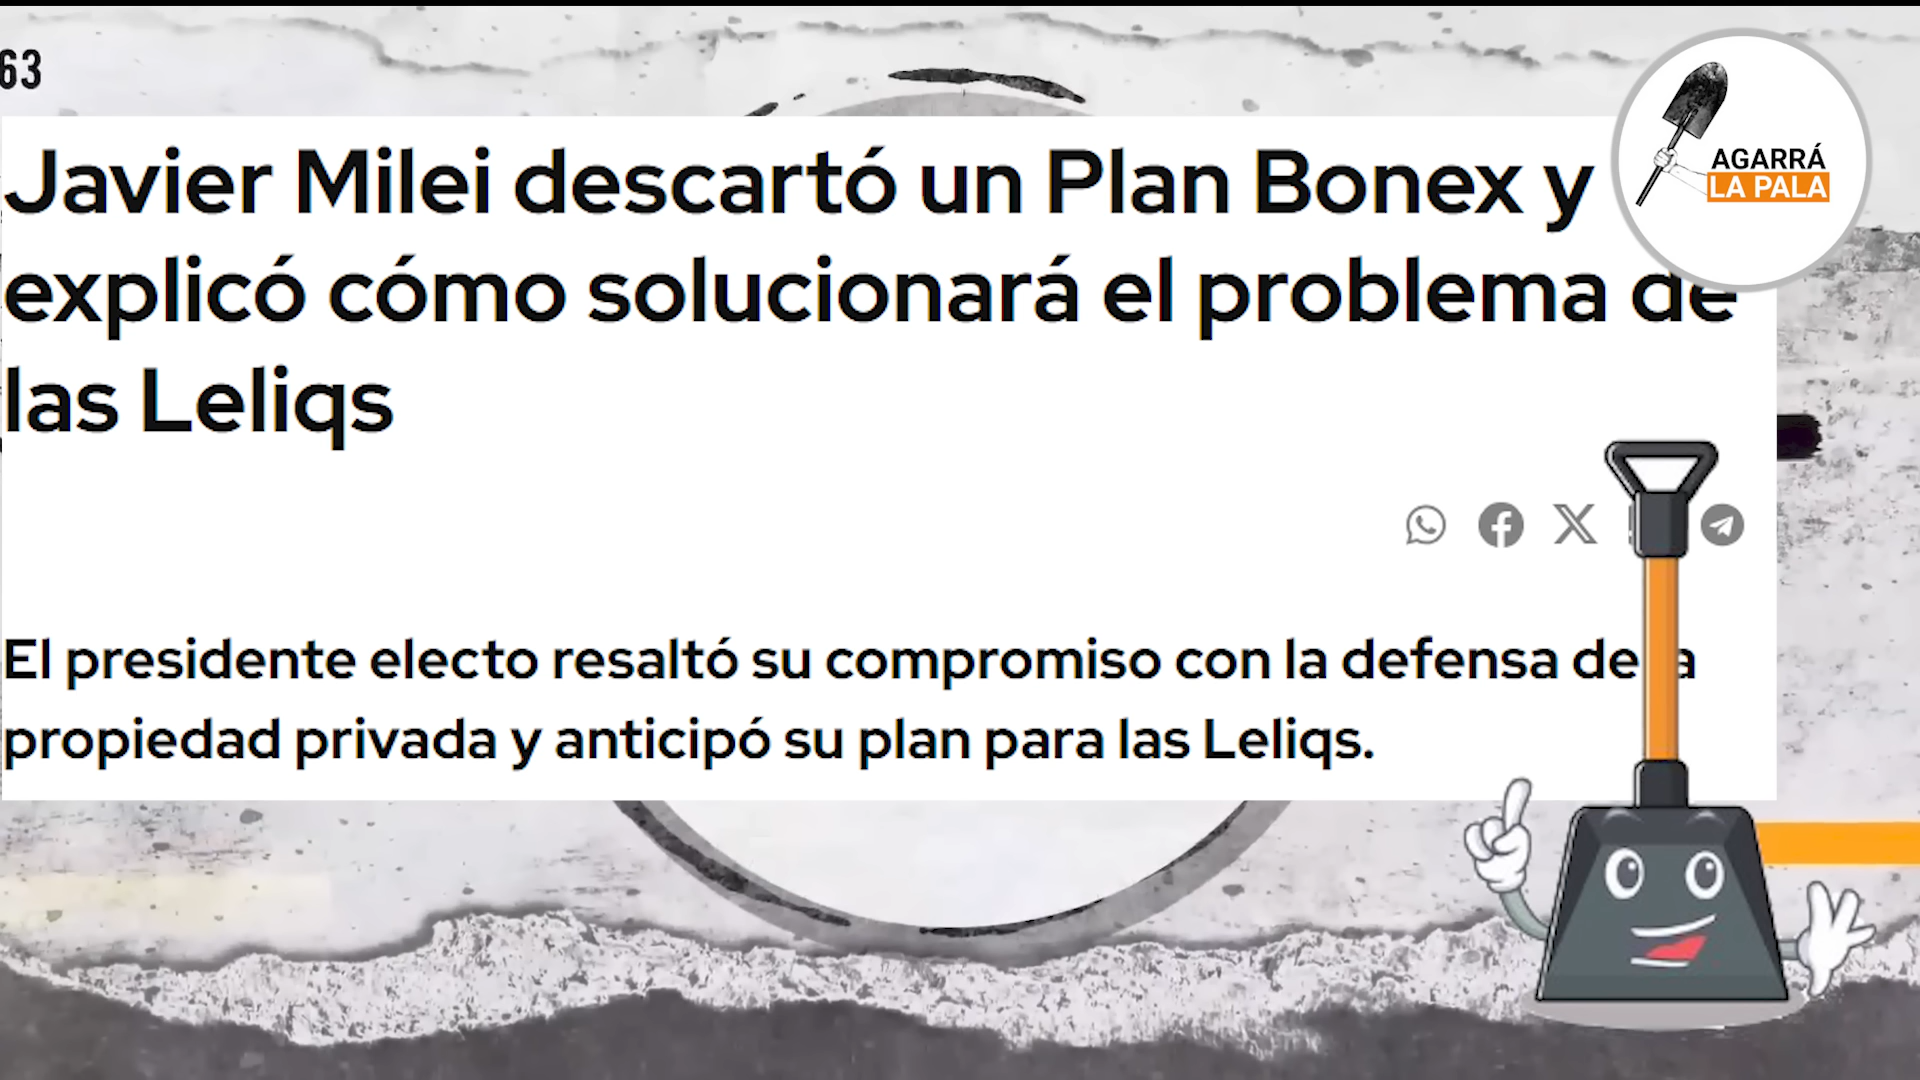 63
AGARRÁ
LA PALA
Javier Milei descartó un Plan Bonex y
explicó cómo solucionará el problema de
las Leliqs
El presidente electo resaltó su compromiso con la defensa de la
propiedad privada y anticipó su plan para las Leliqs.